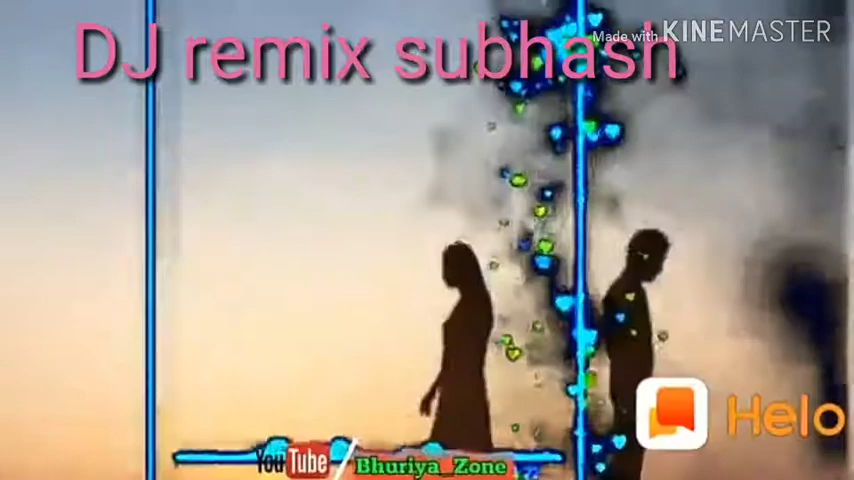 DJ remix subhash
Made with KINEMASTER
Helo
YouTube
Bhuriya_Zone